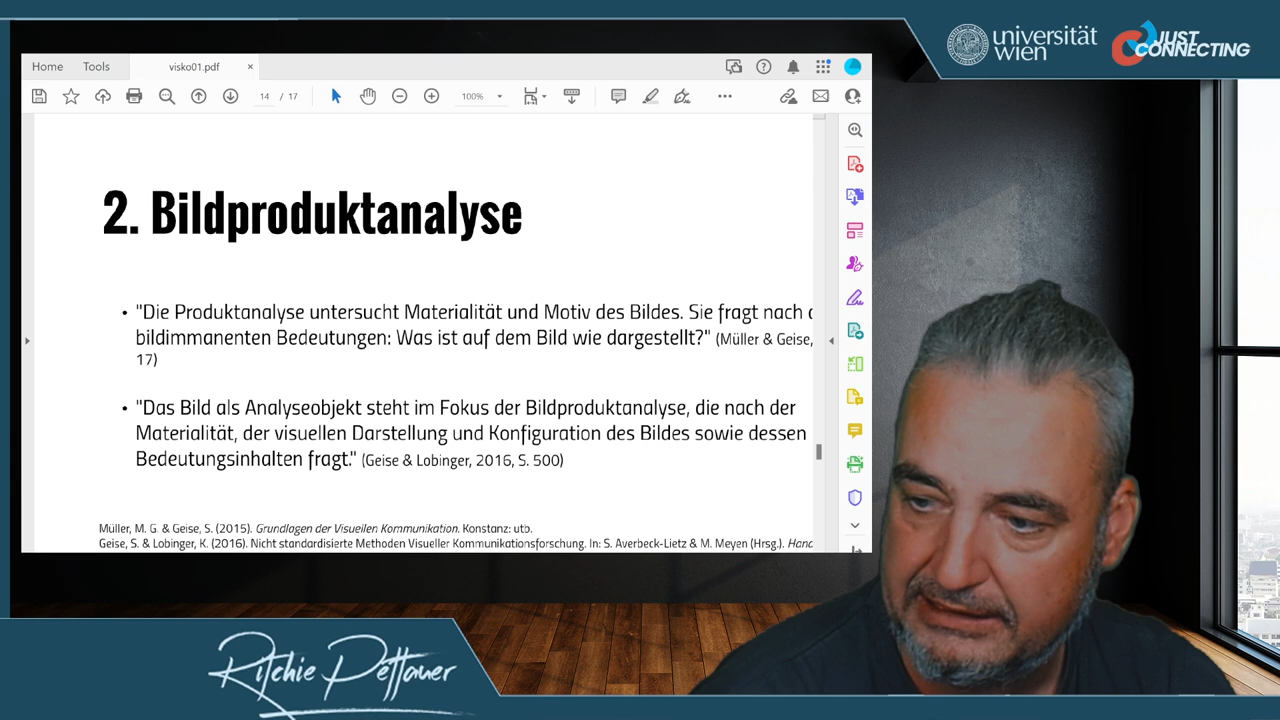 universität
wien
JUST
CONNECTING
Home Tools visko01.pdf ×
14 / 17 100%
2. Bildproduktanalyse
• "Die Produktanalyse untersucht Materialität und Motiv des Bildes. Sie fragt nach
bildimmanenten Bedeutungen: Was ist auf dem Bild wie dargestellt?" (Müller & Geise,
17)
• "Das Bild als Analyseobjekt steht im Fokus der Bildproduktanalyse, die nach der
Materialität, der visuellen Darstellung und Konfiguration des Bildes sowie dessen
Bedeutungsinhalten fragt." (Geise & Lobinger, 2016, S. 500)
Müller, M. G. & Geise, S. (2015). Grundlagen der Visuellen Kommunikation. Konstanz: utb.
Geise, S. & Lobinger, K. (2016). Nicht standardisierte Methoden Visueller Kommunikationsforschung. In: S. Averbeck-Lietz & M. Meyen (Hrsg.).
Ritchie Pettauer